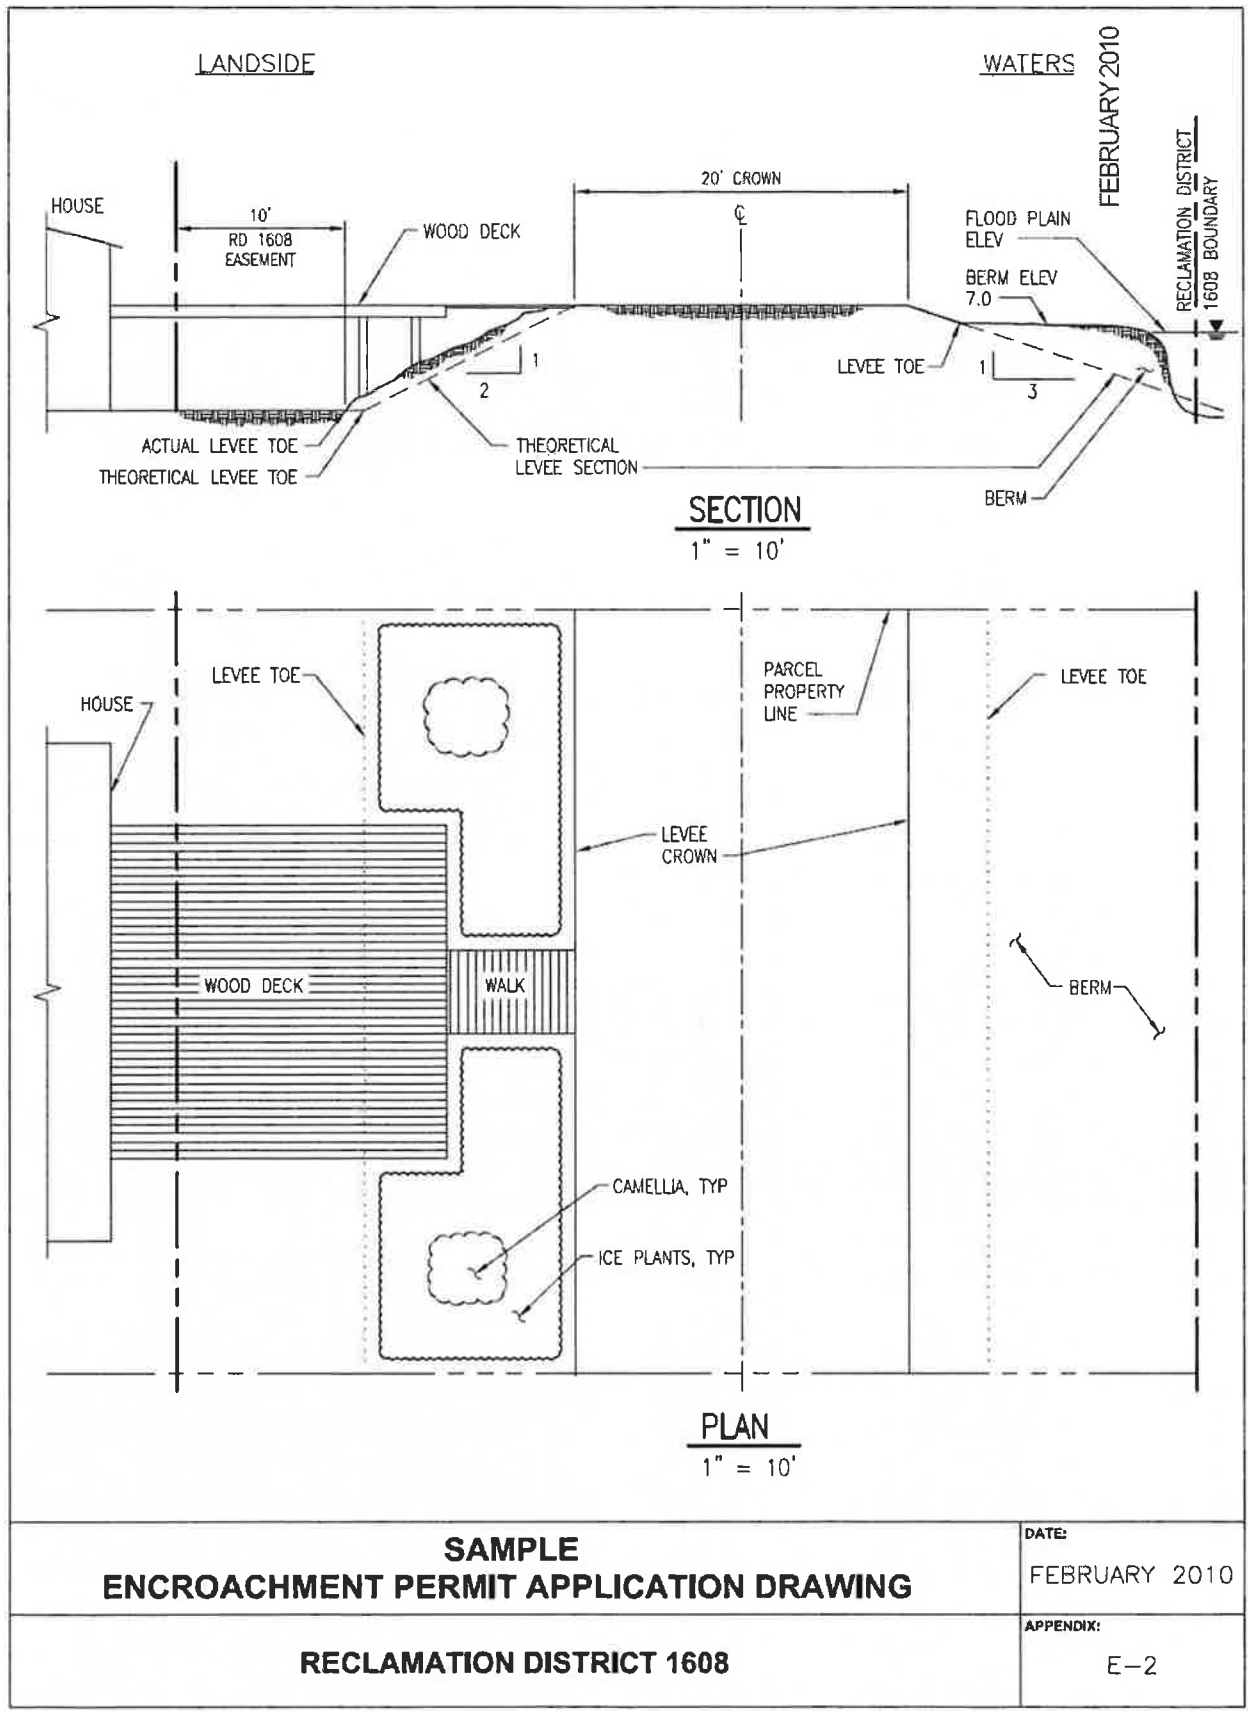 LANDSIDE
WATERS
FEBRUARY 2010
RECLAMATION DISTRICT
1608 BOUNDARY
HOUSE
10'
RD 1608
EASEMENT
WOOD DECK
20' CROWN
℄
FLOOD PLAIN
ELEV
BERM ELEV
7.0
LEVEE TOE
1
2
1
3
ACTUAL LEVEE TOE
THEORETICAL LEVEE TOE
THEORETICAL
LEVEE SECTION
BERM
SECTION
1" = 10'
LEVEE TOE
HOUSE
PARCEL
PROPERTY
LINE
LEVEE TOE
LEVEE
CROWN
WOOD DECK
WALK
BERM
CAMELLIA, TYP
ICE PLANTS, TYP
PLAN
1" = 10'
SAMPLE
ENCROACHMENT PERMIT APPLICATION DRAWING
DATE:
FEBRUARY 2010
RECLAMATION DISTRICT 1608
APPENDIX:
E-2